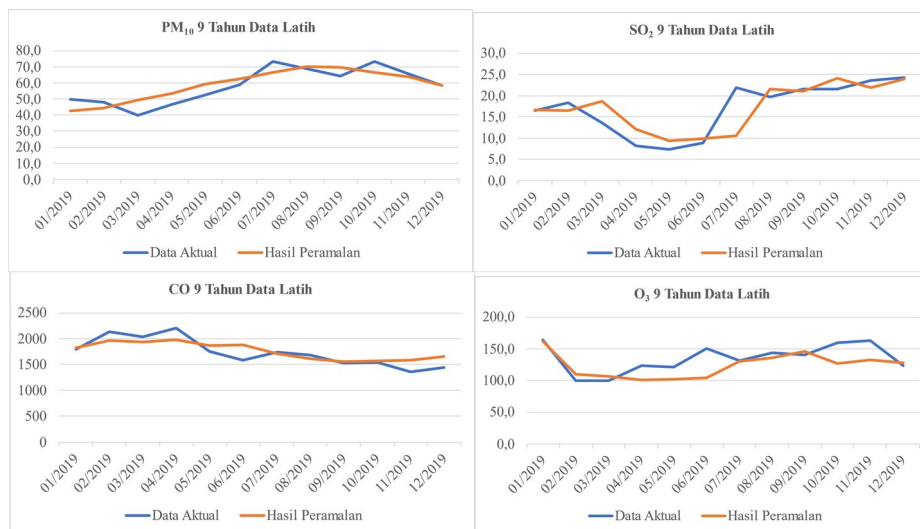 PM₁₀ 9 Tahun Data Latih
80,0
70,0
60,0
50,0
40,0
30,0
20,0
10,0
0,0
01/2019 02/2019 03/2019 04/2019 05/2019 06/2019 07/2019 08/2019 09/2019 10/2019 11/2019 12/2019
Data Aktual Hasil Peramalan
SO₂ 9 Tahun Data Latih
30,0
25,0
20,0
15,0
10,0
5,0
0,0
01/2019 02/2019 03/2019 04/2019 05/2019 06/2019 07/2019 08/2019 09/2019 10/2019 11/2019 12/2019
Data Aktual Hasil Peramalan
CO 9 Tahun Data Latih
2500
2000
1500
1000
500
0
01/2019 02/2019 03/2019 04/2019 05/2019 06/2019 07/2019 08/2019 09/2019 10/2019 11/2019 12/2019
Data Aktual Hasil Peramalan
O₃ 9 Tahun Data Latih
200,0
150,0
100,0
50,0
0,0
01/2019 02/2019 03/2019 04/2019 05/2019 06/2019 07/2019 08/2019 09/2019 10/2019 11/2019 12/2019
Data Aktual Hasil Peramalan